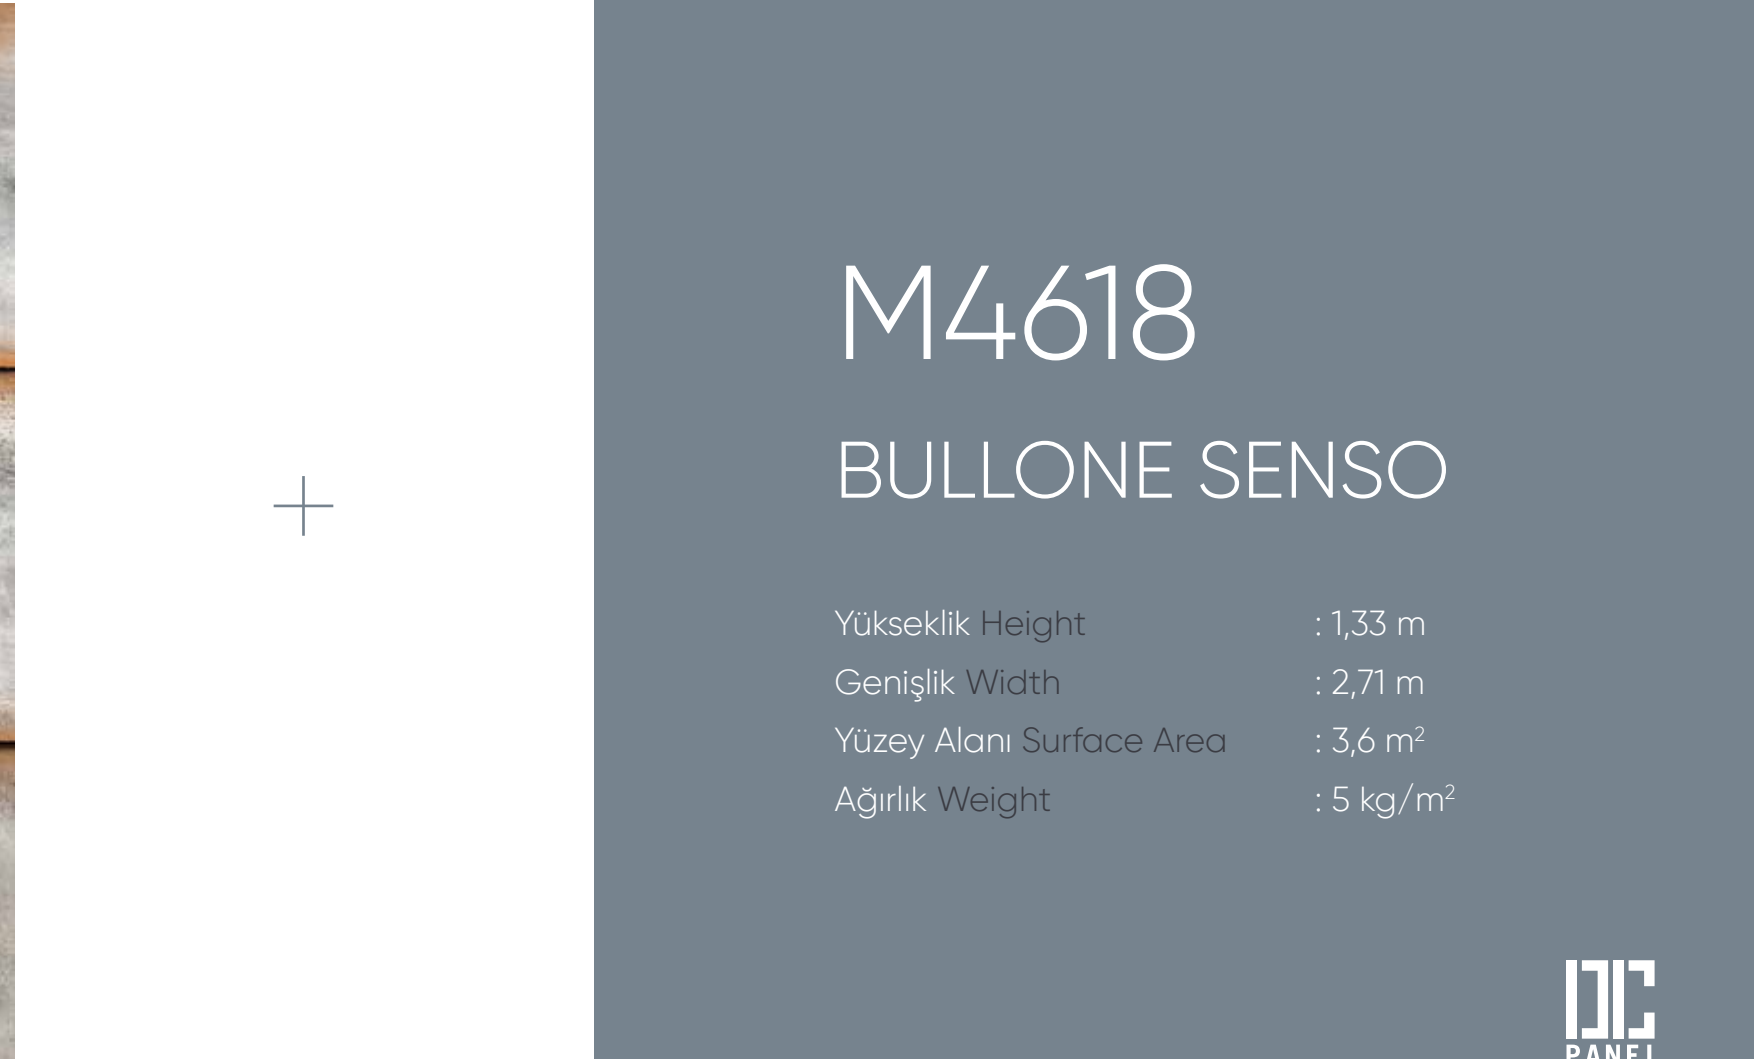 M4618
BULLONE SENSO
Yükseklik Height : 1,33 m
Genişlik Width : 2,71 m
Yüzey Alanı Surface Area : 3,6 m²
Ağırlık Weight : 5 kg/m²
DC
PANEL